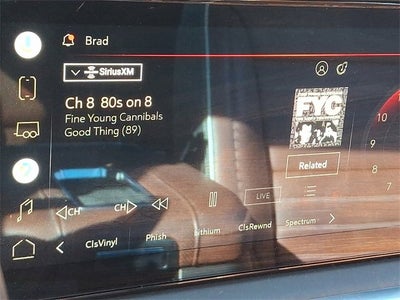 Brad
SiriusXM
Ch 8 80s on 8
Fine Young Cannibals
Good Thing (89)
FYC
Related
10
9
8
7
CH
CH
LIVE
ClsVinyl
Phish
Lithium
ClsRewnd
Spectrum